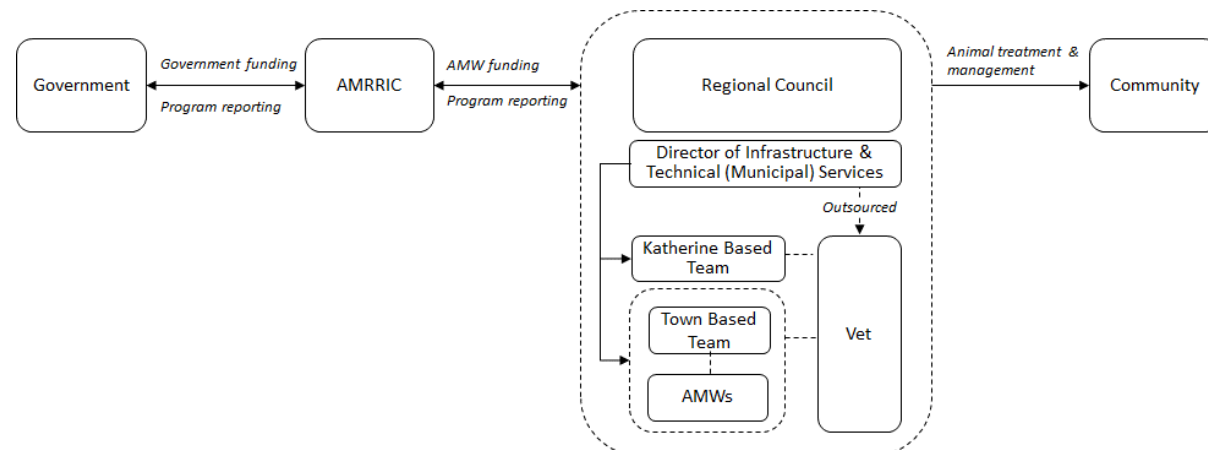 Government
Government funding
Program reporting
AMRRIC
AMW funding
Program reporting
Regional Council
Animal treatment &
management
Community
Director of Infrastructure &
Technical (Municipal) Services
Outsourced
Katherine Based
Team
Town Based
Team
AMWs
Vet